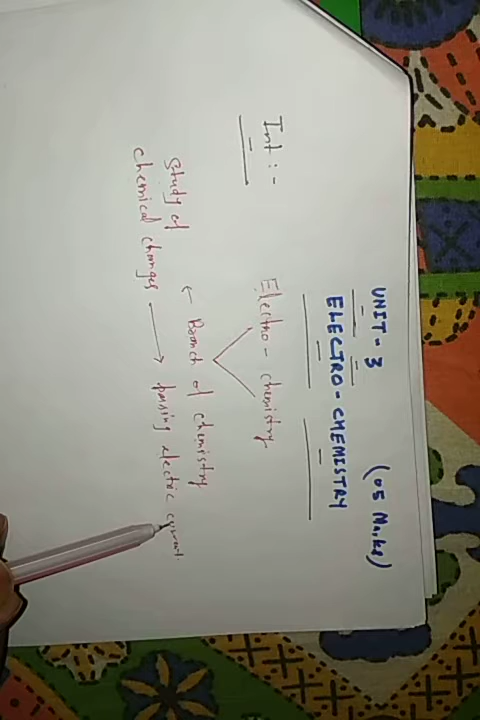 UNIT - 3 (05 Marks)
ELECTRO - CHEMISTRY
Int :-
Electro - chemistry
← Branch of chemistry
Study of
chemical changes → passing electric current.